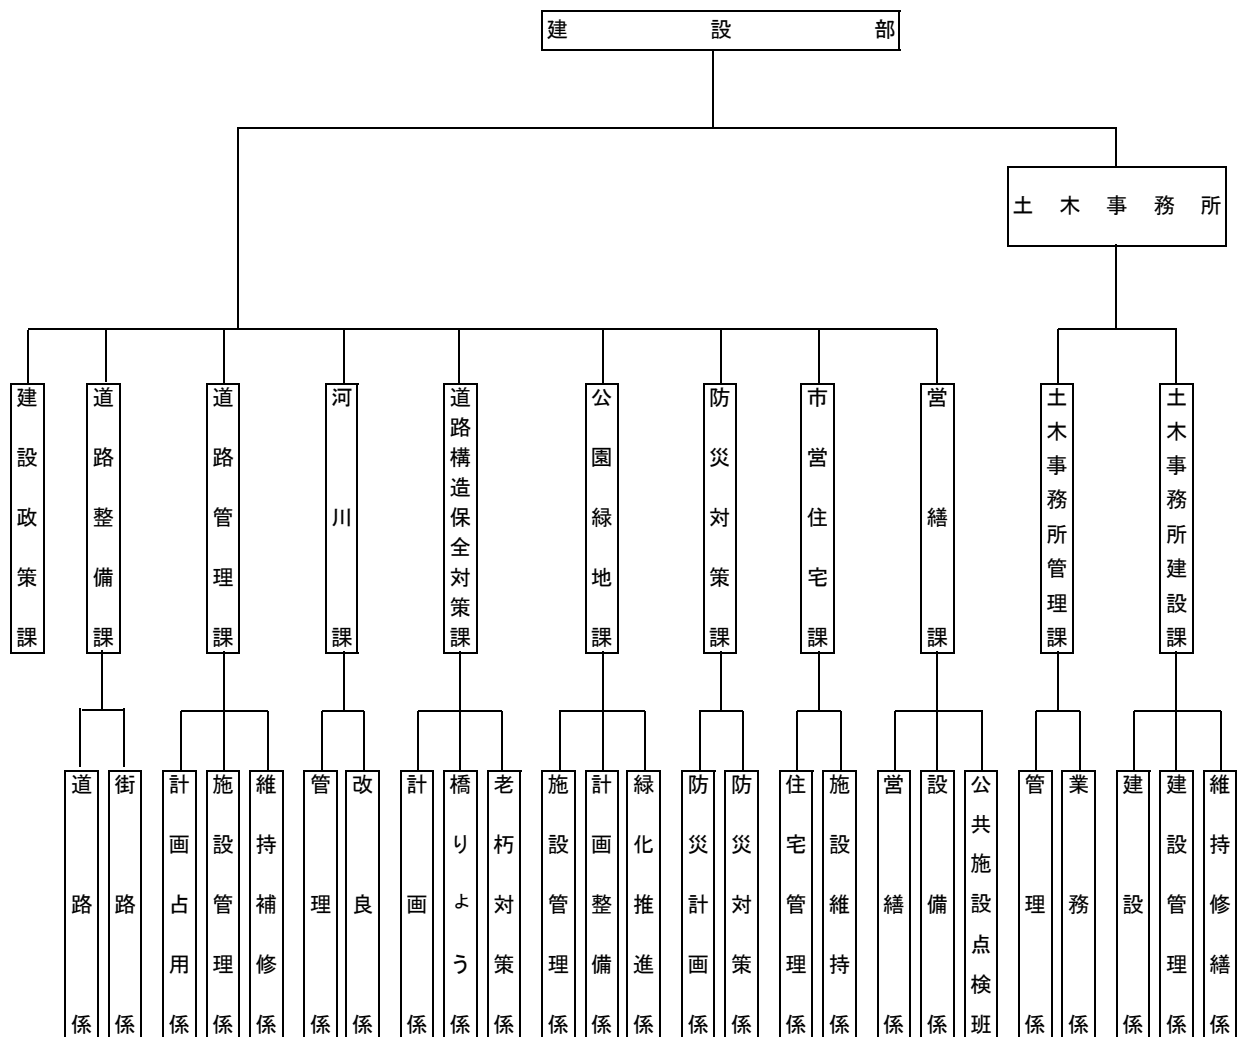 建設部
土木事務所
建設政策課
道路整備課
道路管理課
河川課
道路構造保全対策課
公園緑地課
防災対策課
市営住宅課
営繕課
土木事務所管理課
土木事務所建設課
道路係
街路係
計画占用係
施設管理係
維持補修係
管理係
改良係
計画係
橋りょう係
老朽対策係
施設管理係
計画整備係
緑化推進係
防災計画係
防災対策係
住宅管理係
施設維持係
営繕係
設備係
公共施設点検班
管理係
業務係
建設係
建設管理係
維持修繕係